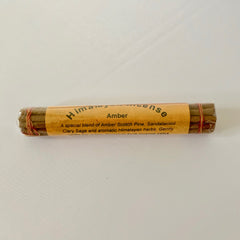 Himalayan Incense
Amber
A special blend of Amber Scotch Pine, Sandalwood
Clary Sage and aromatic Himalayan herbs. Gently